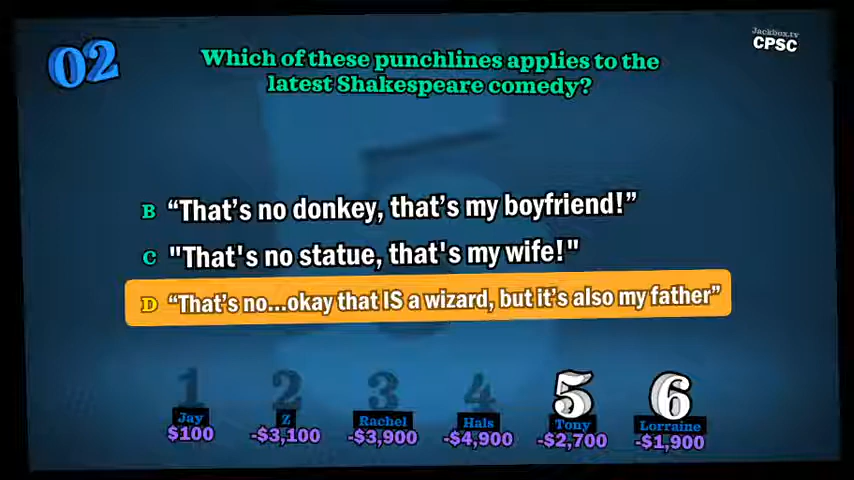 02
Which of these punchlines applies to the
latest Shakespeare comedy?
Jackbox.tv
CPSC
B “That’s no donkey, that’s my boyfriend!”
C "That's no statue, that's my wife!"
D “That’s no...okay that IS a wizard, but it’s also my father”
1 2 3 4 5 6
Jay Z Rachel Hals Tony Lorraine
$100 -$3,100 -$3,900 -$4,900 -$2,700 -$1,900